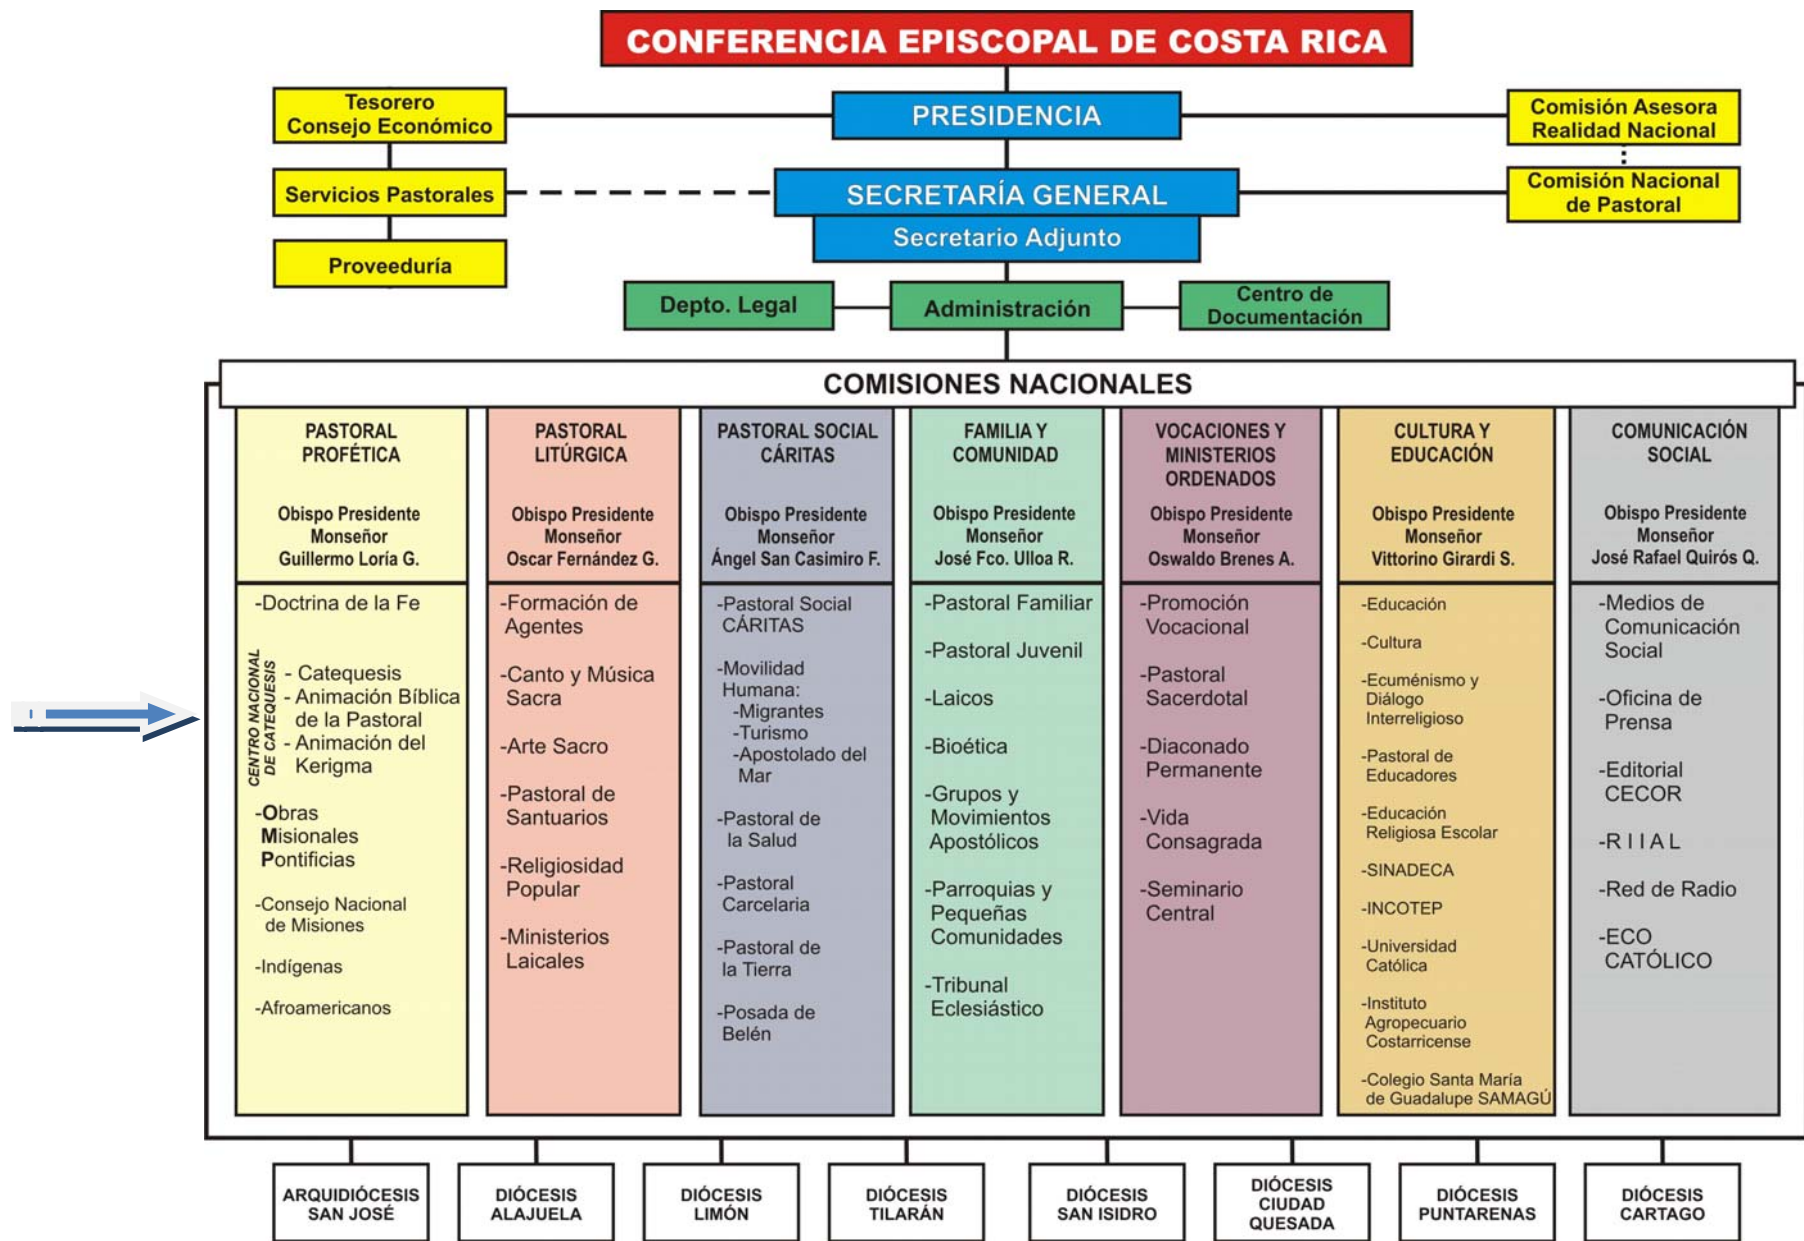 CONFERENCIA EPISCOPAL DE COSTA RICA
Tesorero
Consejo Económico
PRESIDENCIA
Comisión Asesora
Realidad Nacional
Servicios Pastorales
SECRETARÍA GENERAL
Comisión Nacional
de Pastoral
Secretario Adjunto
Proveeduría
Depto. Legal
Administración
Centro de
Documentación
COMISIONES NACIONALES
PASTORAL
PROFÉTICA
Obispo Presidente
Monseñor
Guillermo Loría G.
-Doctrina de la Fe
CENTRO NACIONAL
DE CATEQUESIS
- Catequesis
- Animación Bíblica
de la Pastoral
- Animación del
Kerigma
-Obras
Misionales
Pontificias
-Consejo Nacional
de Misiones
-Indígenas
-Afroamericanos
PASTORAL
LITÚRGICA
Obispo Presidente
Monseñor
Oscar Fernández G.
-Formación de
Agentes
-Canto y Música
Sacra
-Arte Sacro
-Pastoral de
Santuarios
-Religiosidad
Popular
-Ministerios
Laicales
PASTORAL SOCIAL
CÁRITAS
Obispo Presidente
Monseñor
Ángel San Casimiro F.
-Pastoral Social
CÁRITAS
-Movilidad
Humana:
-Migrantes
-Turismo
-Apostolado del
Mar
-Pastoral de
la Salud
-Pastoral
Carcelaria
-Pastoral de
la Tierra
-Posada de
Belén
FAMILIA Y
COMUNIDAD
Obispo Presidente
Monseñor
José Fco. Ulloa R.
-Pastoral Familiar
-Pastoral Juvenil
-Laicos
-Bioética
-Grupos y
Movimientos
Apostólicos
-Parroquias y
Pequeñas
Comunidades
-Tribunal
Eclesiástico
VOCACIONES Y
MINISTERIOS
ORDENADOS
Obispo Presidente
Monseñor
Oswaldo Brenes A.
-Promoción
Vocacional
-Pastoral
Sacerdotal
-Diaconado
Permanente
-Vida
Consagrada
-Seminario
Central
CULTURA Y
EDUCACIÓN
Obispo Presidente
Monseñor
Vittorino Girardi S.
-Educación
-Cultura
-Ecuménismo y
Diálogo
Interreligioso
-Pastoral de
Educadores
-Educación
Religiosa Escolar
-SINADECA
-INCOTEP
-Universidad
Católica
-Instituto
Agropecuario
Costarricense
-Colegio Santa María
de Guadalupe SAMAGÚ
COMUNICACIÓN
SOCIAL
Obispo Presidente
Monseñor
José Rafael Quirós Q.
-Medios de
Comunicación
Social
-Oficina de
Prensa
-Editorial
CECOR
-R I I A L
-Red de Radio
-ECO
CATÓLICO
ARQUIDIÓCESIS
SAN JOSÉ
DIÓCESIS
ALAJUELA
DIÓCESIS
LIMÓN
DIÓCESIS
TILARÁN
DIÓCESIS
SAN ISIDRO
DIÓCESIS
CIUDAD
QUESADA
DIÓCESIS
PUNTARENAS
DIÓCESIS
CARTAGO